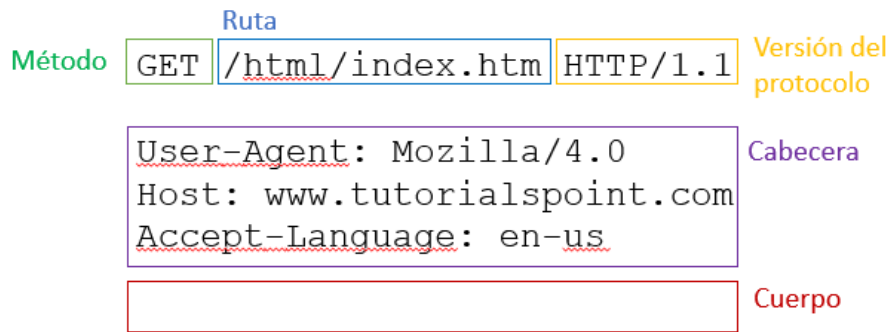 Ruta
Método GET /html/index.htm HTTP/1.1 Versión del
protocolo
User-Agent: Mozilla/4.0 Cabecera
Host: www.tutorialspoint.com
Accept-Language: en-us
Cuerpo